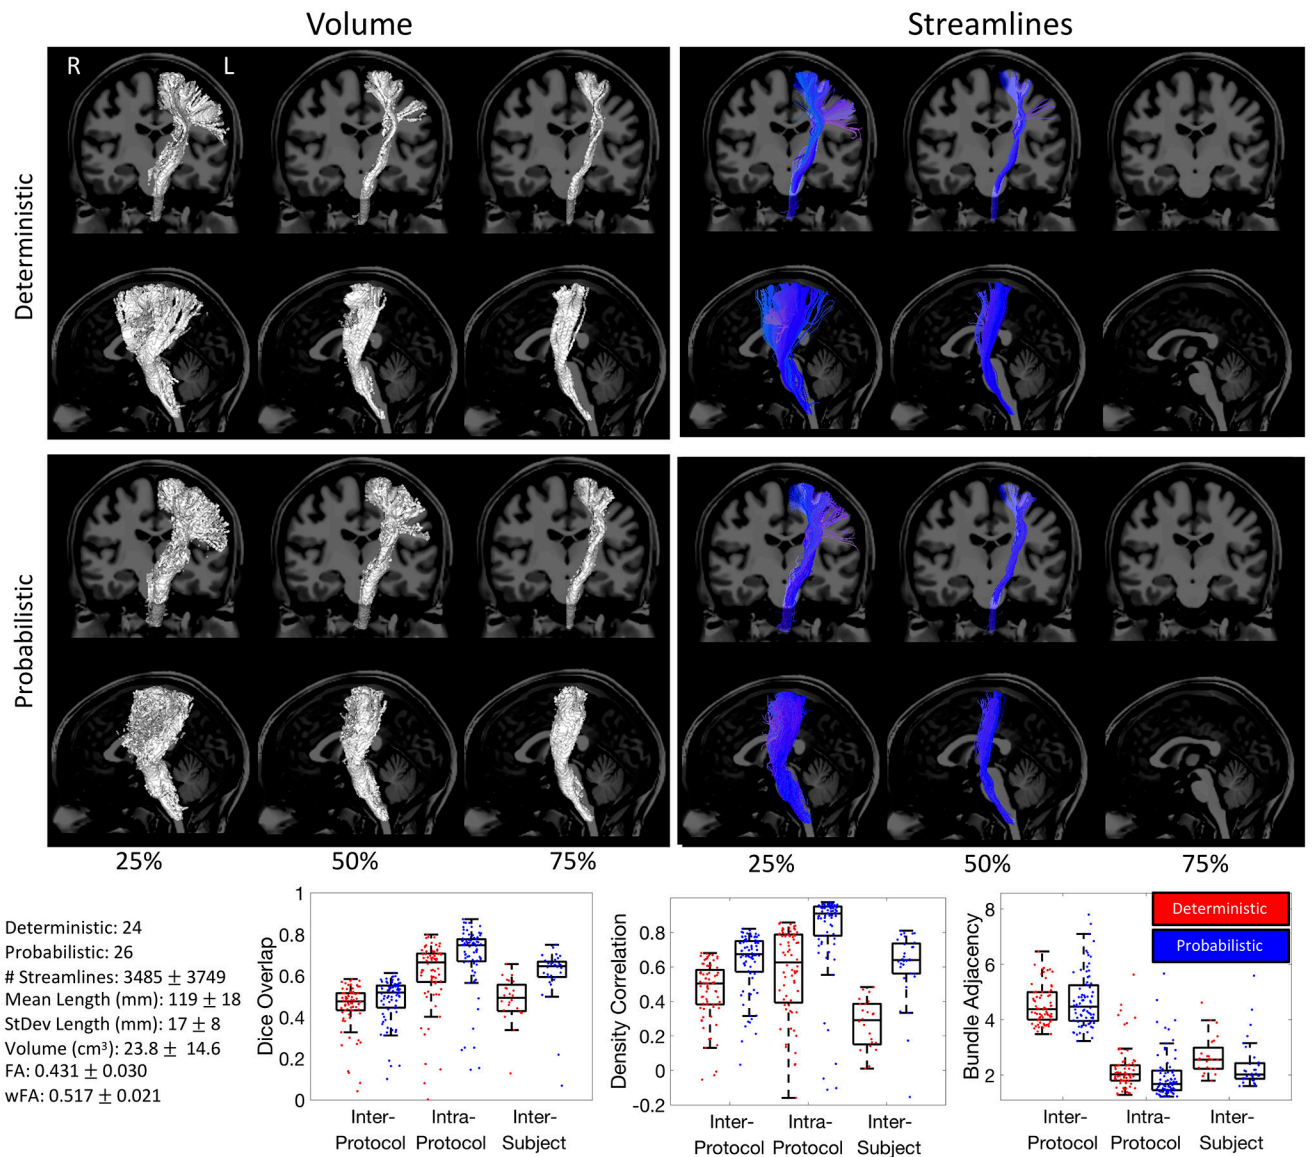 Volume
Streamlines
R L
Deterministic
Probabilistic
25% 50% 75%
25% 50% 75%
Deterministic: 24
Probabilistic: 26
# Streamlines: 3485 ± 3749
Mean Length (mm): 119 ± 18
StDev Length (mm): 17 ± 8
Volume (cm³): 23.8 ± 14.6
FA: 0.431 ± 0.030
wFA: 0.517 ± 0.021
Dice Overlap
1
0.8
0.6
0.4
0.2
0
Inter-Protocol
Intra-Protocol
Inter-Subject
Density Correlation
0.8
0.6
0.4
0.2
0
-0.2
Inter-Protocol
Intra-Protocol
Inter-Subject
Bundle Adjacency
8
6
4
2
Deterministic
Probabilistic
Inter-Protocol
Intra-Protocol
Inter-Subject